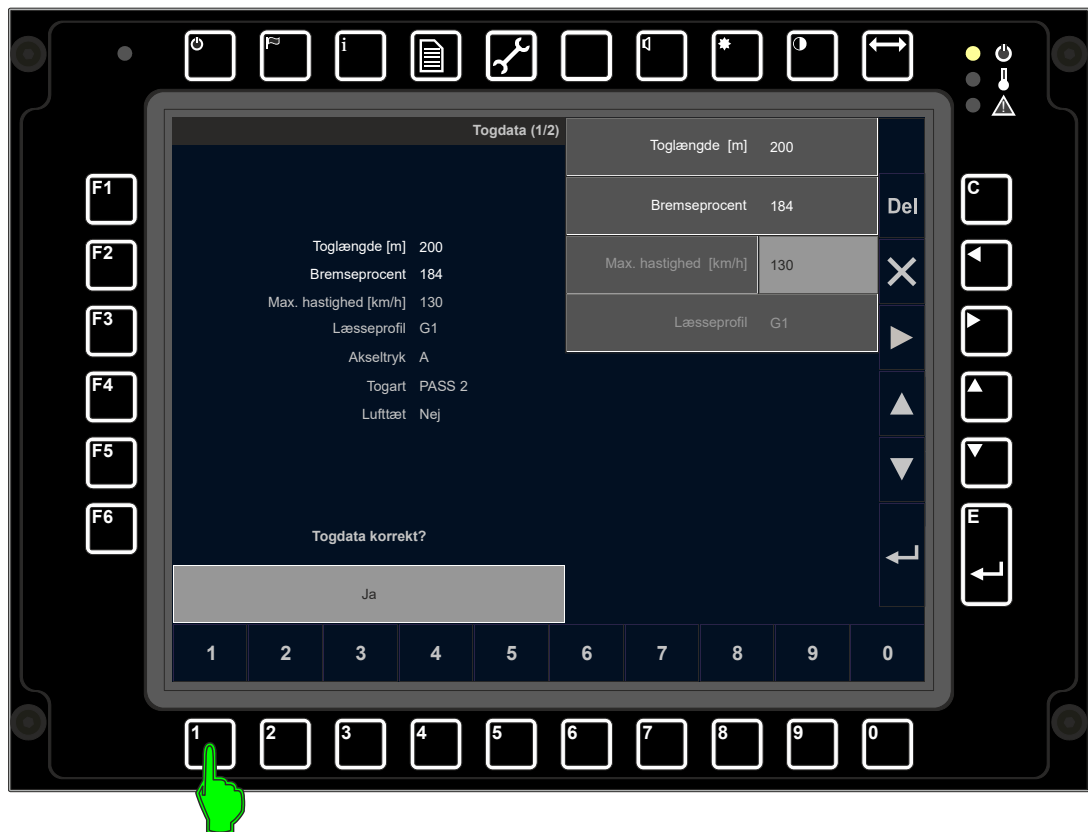 i
Togdata (1/2)
Toglængde [m] 200
Bremseprocent 184
Max. hastighed [km/h] 130
Læsseprofil G1
Akseltryk A
Togart PASS 2
Lufttæt Nej
Togdata korrekt?
Ja
Toglængde [m] 200
Bremseprocent 184
Max. hastighed [km/h] 130
Læsseprofil G1
Del
1 2 3 4 5 6 7 8 9 0
F1
F2
F3
F4
F5
F6
C
E
1 2 3 4 5 6 7 8 9 0